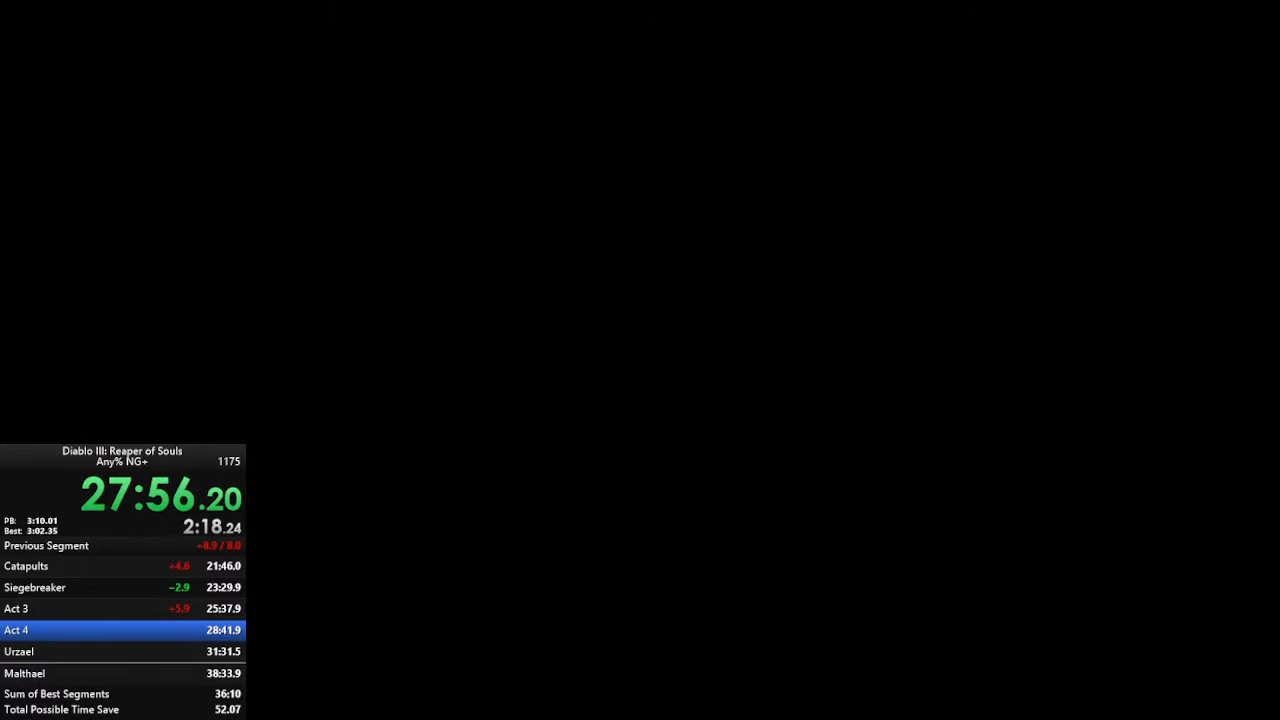 Diablo III: Reaper of Souls
Any% NG+ 1175
27:56.20
PB: 3:10.01
Best: 3:02.35
2:18.24
Previous Segment +8.9 / 8.0
Catapults +4.6 21:46.0
Siegebreaker −2.9 23:29.9
Act 3 +5.9 25:37.9
Act 4 28:41.9
Urzael 31:31.5
Malthael 38:33.9
Sum of Best Segments 36:10
Total Possible Time Save 52.07